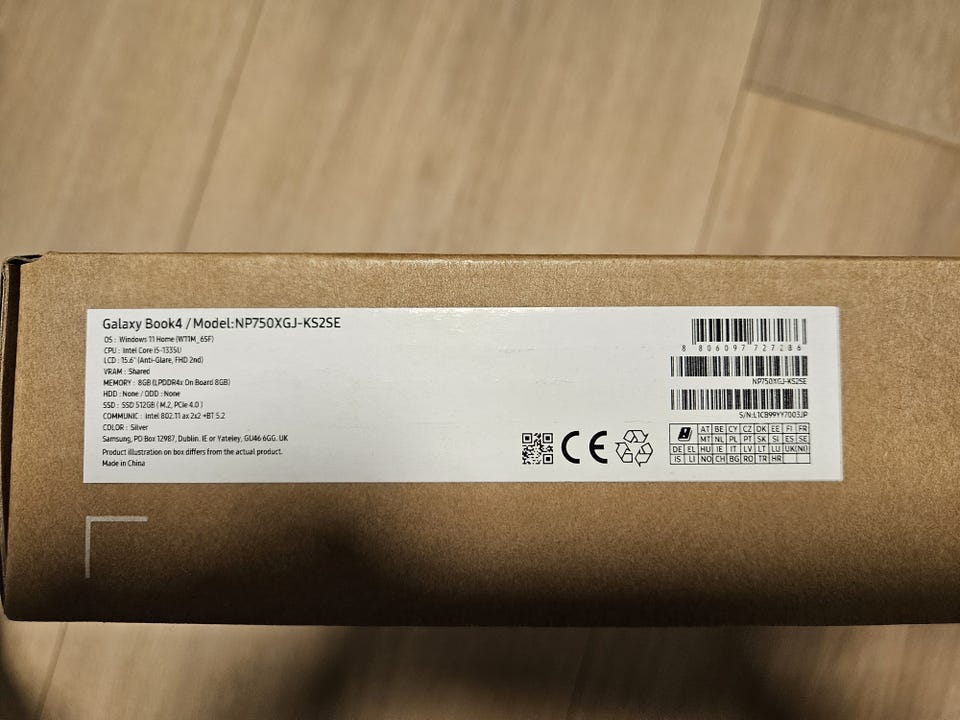 Galaxy Book4 / Model:NP750XGJ-KS2SE
OS : Windows 11 Home (W11M_65F)
CPU : Intel Core i5-1335U
LCD : 15.6" (Anti-Glare, FHD 2nd)
VRAM : Shared
MEMORY : 8GB (LPDDR4x On Board 8GB)
HDD : None / ODD : None
SSD : SSD 512GB ( M.2, PCIe 4.0 )
COMMUNIC : intel 802.11 ax 2x2 +BT 5.2
COLOR : Silver
Samsung, PO Box 12987, Dublin. IE or Yateley, GU46 6GG. UK
Product illustration on box differs from the actual product.
Made in China
CE
8 806097 727286
NP750XGJ-KS2SE
S/N:L1CB99YY7003JP
AT BE CY CZ DK EE FI FR
MT NL PL PT SK SI ES SE
DE EL HU IE IT LV LT LU UK(NI)
IS LI NO CH BG RO TR HR